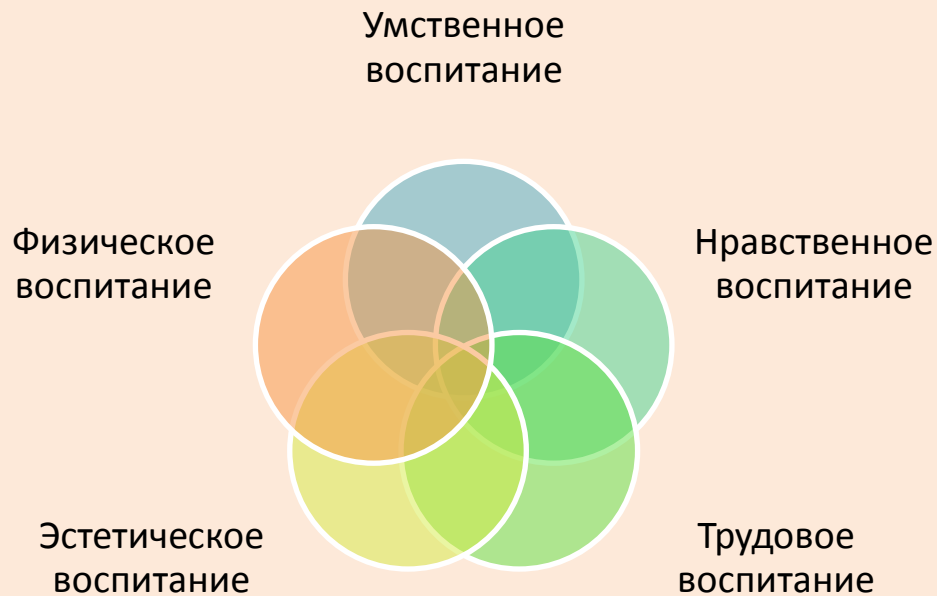 Умственное
воспитание
Физическое
воспитание
Нравственное
воспитание
Эстетическое
воспитание
Трудовое
воспитание